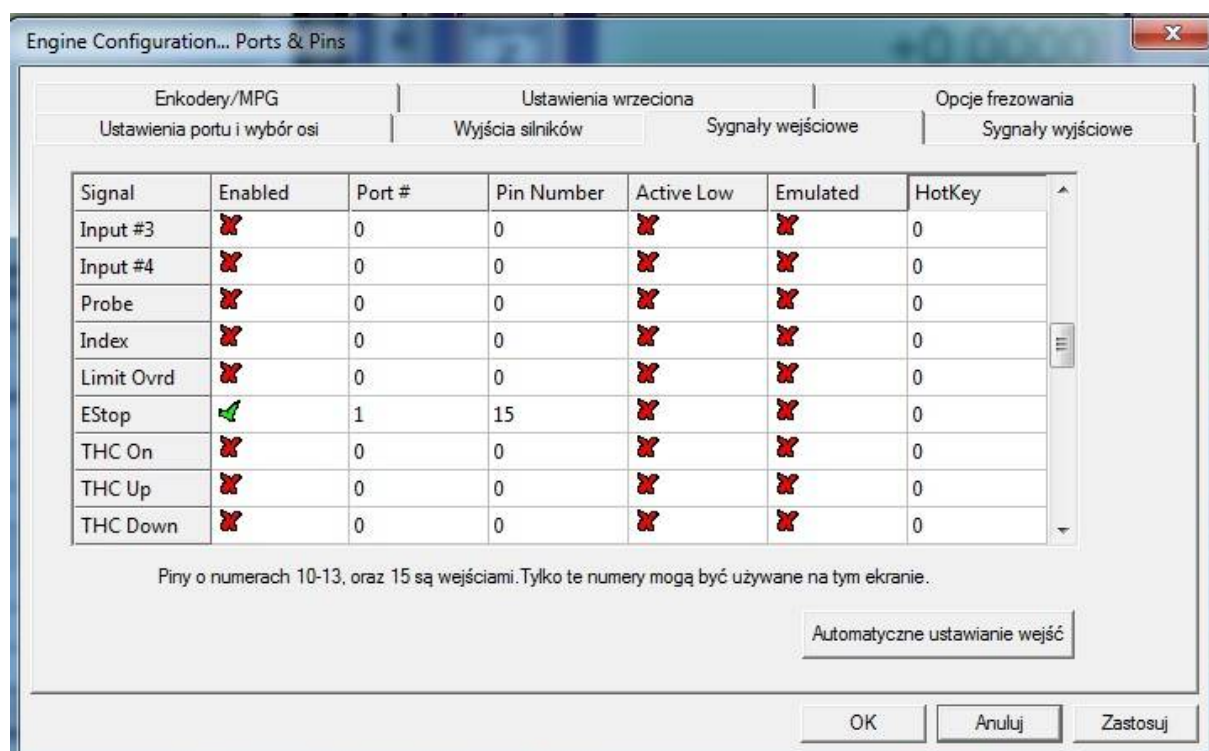 Engine Configuration... Ports & Pins
+0.0000
Enkodery/MPG Ustawienia wrzeciona Opcje frezowania
Ustawienia portu i wybór osi Wyjścia silników Sygnały wejściowe Sygnały wyjściowe
Signal Enabled Port # Pin Number Active Low Emulated HotKey
Input #3 0 0 0
Input #4 0 0 0
Probe 0 0 0
Index 0 0 0
Limit Ovrd 0 0 0
EStop 1 15 0
THC On 0 0 0
THC Up 0 0 0
THC Down 0 0 0
Piny o numerach 10-13, oraz 15 są wejściami.Tylko te numery mogą być używane na tym ekranie.
Automatyczne ustawianie wejść
OK Anuluj Zastosuj